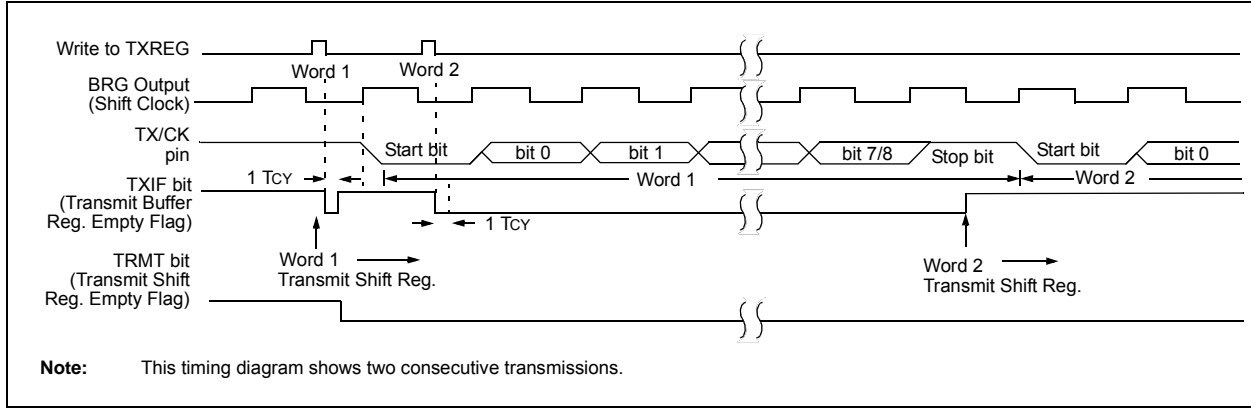 Write to TXREG
Word 1 Word 2
BRG Output
(Shift Clock)
TX/CK
pin
Start bit bit 0 bit 1 bit 7/8 Stop bit Start bit bit 0
1 TCY Word 1 Word 2
TXIF bit
(Transmit Buffer
Reg. Empty Flag)
1 TCY
Word 1
Transmit Shift Reg.
Word 2
Transmit Shift Reg.
TRMT bit
(Transmit Shift
Reg. Empty Flag)
Note: This timing diagram shows two consecutive transmissions.